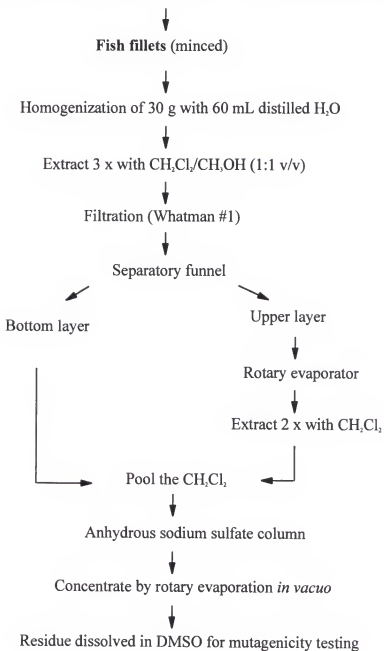 Fish fillets (minced)
Homogenization of 30 g with 60 mL distilled H₂O
Extract 3 x with CH₂Cl₂/CH₃OH (1:1 v/v)
Filtration (Whatman #1)
Separatory funnel
Bottom layer
Upper layer
Rotary evaporator
Extract 2 x with CH₂Cl₂
Pool the CH₂Cl₂
Anhydrous sodium sulfate column
Concentrate by rotary evaporation in vacuo
Residue dissolved in DMSO for mutagenicity testing